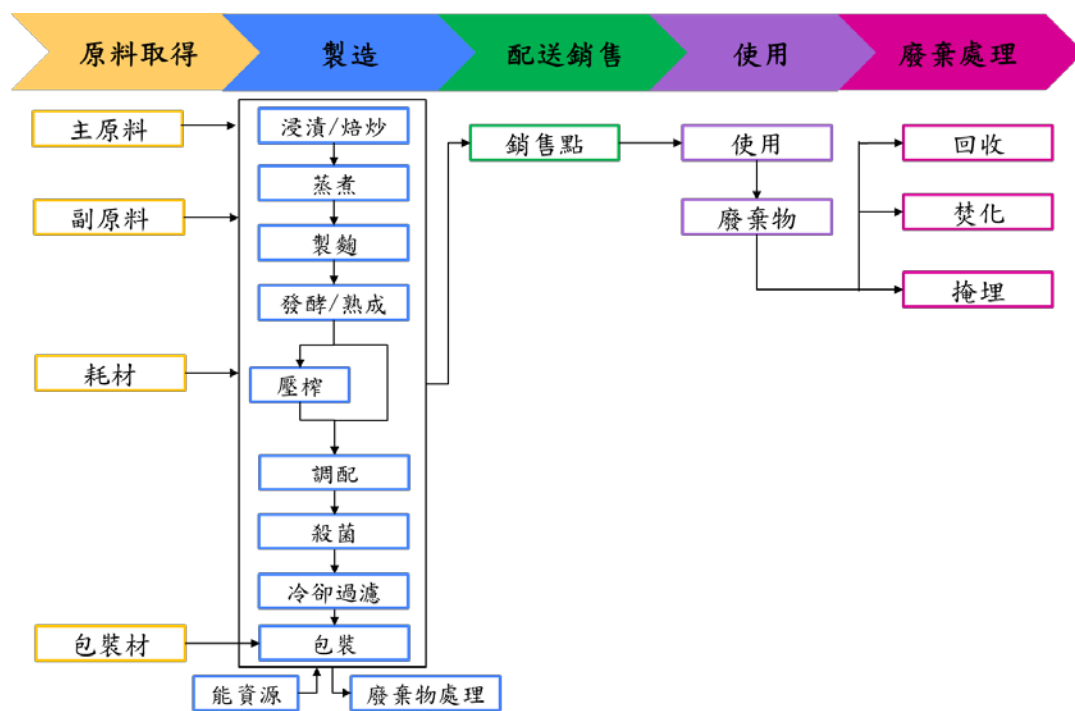 原料取得
製造
配送銷售
使用
廢棄處理
主原料
副原料
耗材
包裝材
浸漬/焙炒
蒸煮
製麴
發酵/熟成
壓榨
調配
殺菌
冷卻過濾
包裝
能資源
廢棄物處理
銷售點
使用
廢棄物
回收
焚化
掩埋